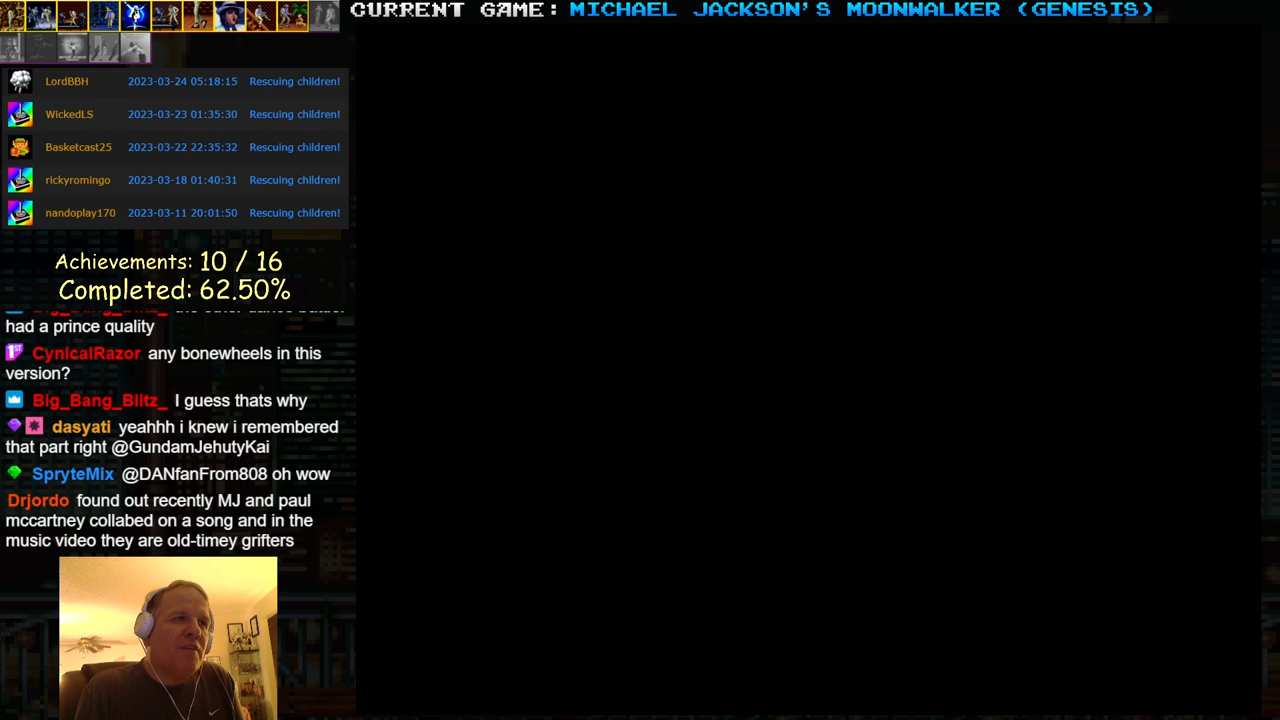 CURRENT GAME: MICHAEL JACKSON'S MOONWALKER (GENESIS)
LordBBH 2023-03-24 05:18:15 Rescuing children!
WickedLS 2023-03-23 01:35:30 Rescuing children!
Basketcast25 2023-03-22 22:35:32 Rescuing children!
rickyromingo 2023-03-18 01:40:31 Rescuing children!
nandoplay170 2023-03-11 20:01:50 Rescuing children!
Achievements: 10 / 16
Completed: 62.50%
had a prince quality
CynicalRazor any bonewheels in this
version?
Big_Bang_Blitz_ I guess thats why
dasyati yeahhh i knew i remembered
that part right @GundamJehutyKai
SpryteMix @DANfanFrom808 oh wow
Drjordo found out recently MJ and paul
mccartney collabed on a song and in the
music video they are old-timey grifters